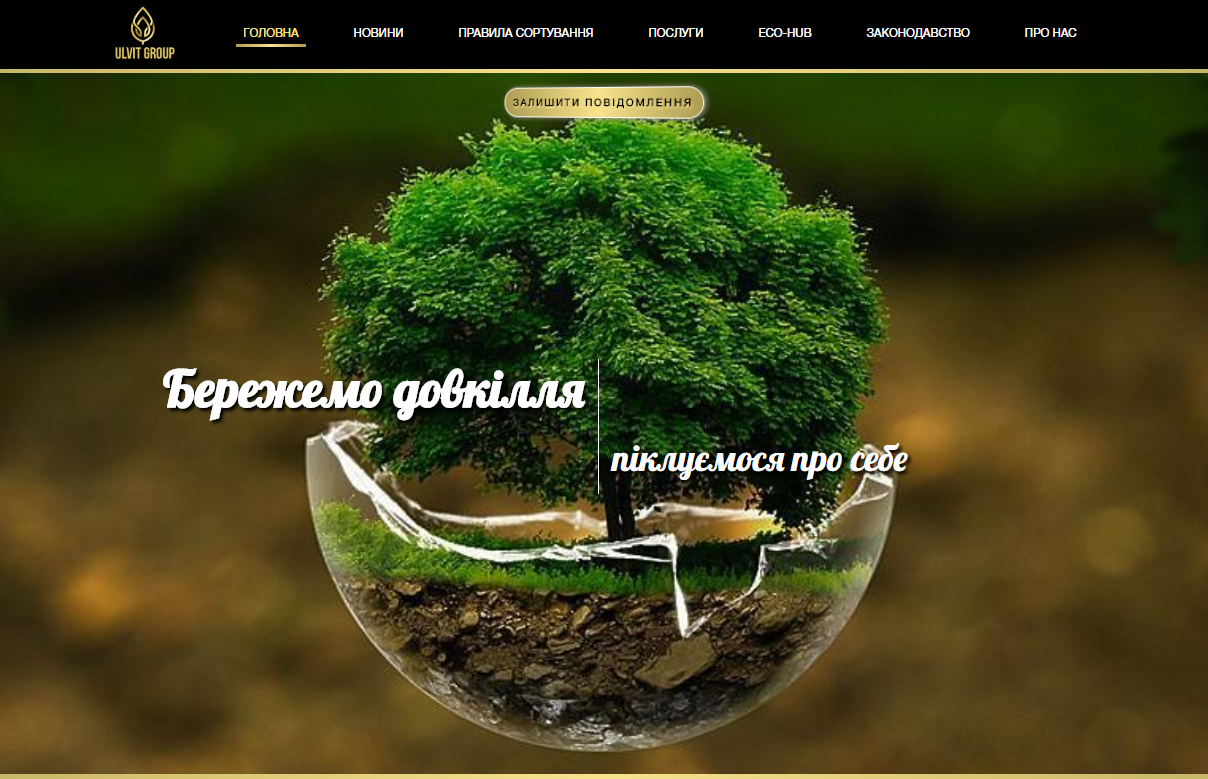 ULVIT GROUP
ГОЛОВНА НОВИНИ ПРАВИЛА СОРТУВАННЯ ПОСЛУГИ ECO-HUB ЗАКОНОДАВСТВО ПРО НАС
ЗАЛИШИТИ ПОВІДОМЛЕННЯ
Бережемо довкілля
піклуємося про себе